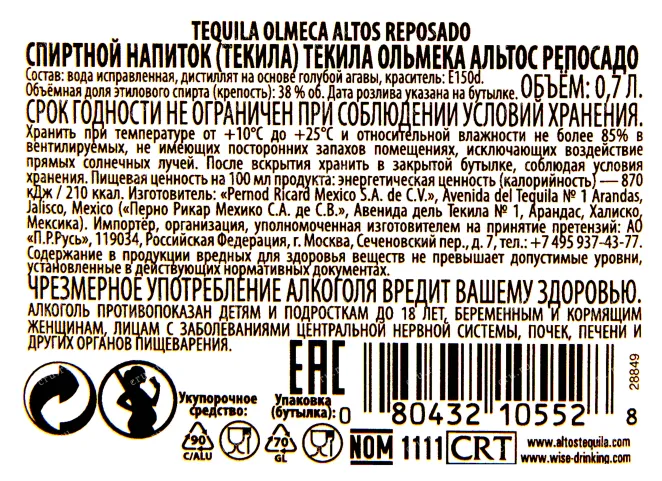 TEQUILA OLMECA ALTOS REPOSADO
СПИРТНОЙ НАПИТОК (ТЕКИЛА) ТЕКИЛА ОЛЬМЕКА АЛЬТОС РЕПОСАДО
Состав: вода исправленная, дистиллят на основе голубой агавы, краситель: E150d.
Объёмная доля этилового спирта (крепость): 38 % об. Дата розлива указана на бутылке. ОБЪЁМ: 0,7 Л.
СРОК ГОДНОСТИ НЕ ОГРАНИЧЕН ПРИ СОБЛЮДЕНИИ УСЛОВИЙ ХРАНЕНИЯ.
Хранить при температуре от +10°С до +25°С и относительной влажности не более 85% в
вентилируемых, не имеющих посторонних запахов помещениях, исключающих воздействие
прямых солнечных лучей. После вскрытия хранить в закрытой бутылке, соблюдая условия
хранения. Пищевая ценность на 100 мл продукта: энергетическая ценность (калорийность) — 870
кДж / 210 ккал. Изготовитель: «Pernod Ricard Mexico S.A. de C.V.», Avenida del Tequila № 1 Arandas,
Jalisco, Mexico («Перно Рикар Мехико С.А. де С.В.», Авенида дель Текила № 1, Арандас, Халиско,
Мексика). Импортёр, организация, уполномоченная изготовителем на принятие претензий: АО
«П.Р.Русь», 119034, Российская Федерация, г. Москва, Сеченовский пер., д. 7, тел.: +7 495 937-43-77.
Содержание в продукции вредных для здоровья веществ не превышает допустимые уровни,
установленные в действующих нормативных документах.
ЧРЕЗМЕРНОЕ УПОТРЕБЛЕНИЕ АЛКОГОЛЯ ВРЕДИТ ВАШЕМУ ЗДОРОВЬЮ.
АЛКОГОЛЬ ПРОТИВОПОКАЗАН ДЕТЯМ И ПОДРОСТКАМ ДО 18 ЛЕТ, БЕРЕМЕННЫМ И КОРМЯЩИМ
ЖЕНЩИНАМ, ЛИЦАМ С ЗАБОЛЕВАНИЯМИ ЦЕНТРАЛЬНОЙ НЕРВНОЙ СИСТЕМЫ, ПОЧЕК, ПЕЧЕНИ И
ДРУГИХ ОРГАНОВ ПИЩЕВАРЕНИЯ.
EAC
28849
Укупорочное
средство:
Упаковка
(бутылка):
0 80432 10552 8
90
C/ALU
70
GL
NOM 1111 CRT
www.altostequila.com
www.wise-drinking.com